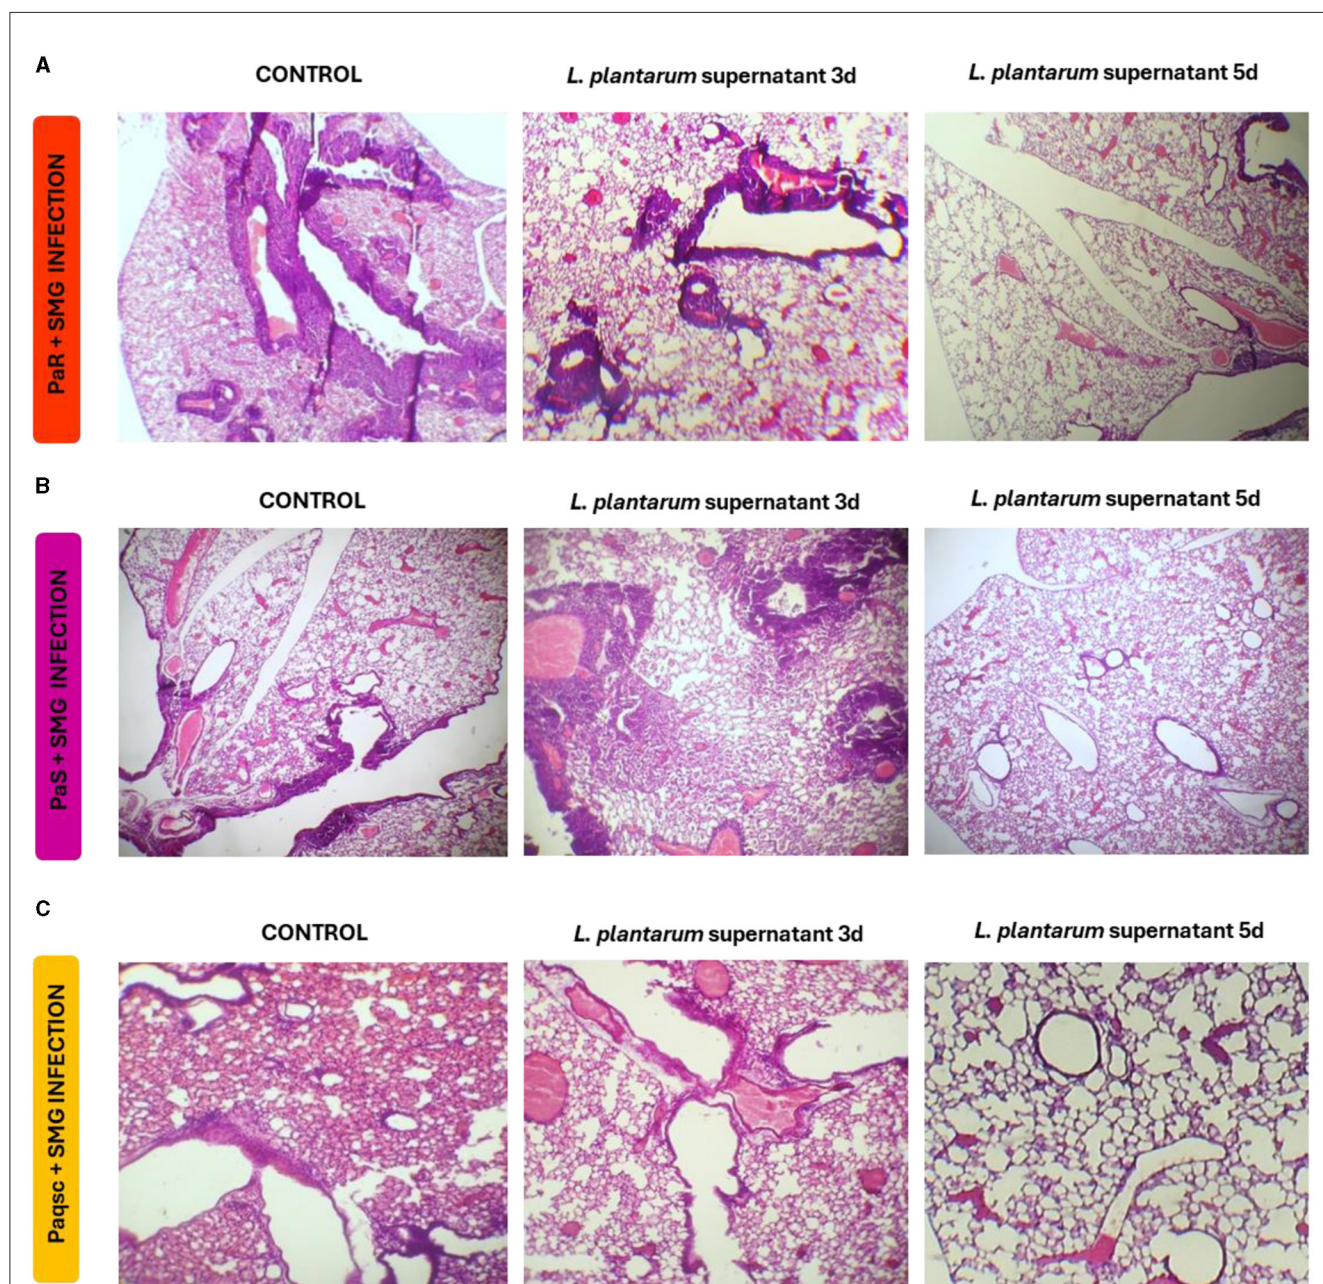 A
CONTROL
L. plantarum supernatant 3d
L. plantarum supernatant 5d
PaR + SMG INFECTION
B
CONTROL
L. plantarum supernatant 3d
L. plantarum supernatant 5d
PaS + SMG INFECTION
C
CONTROL
L. plantarum supernatant 3d
L. plantarum supernatant 5d
Paqsc + SMG INFECTION